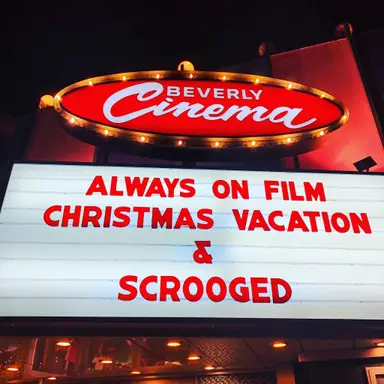 BEVERLY
Cinema
ALWAYS ON FILM
CHRISTMAS VACATION
&
SCROOGED